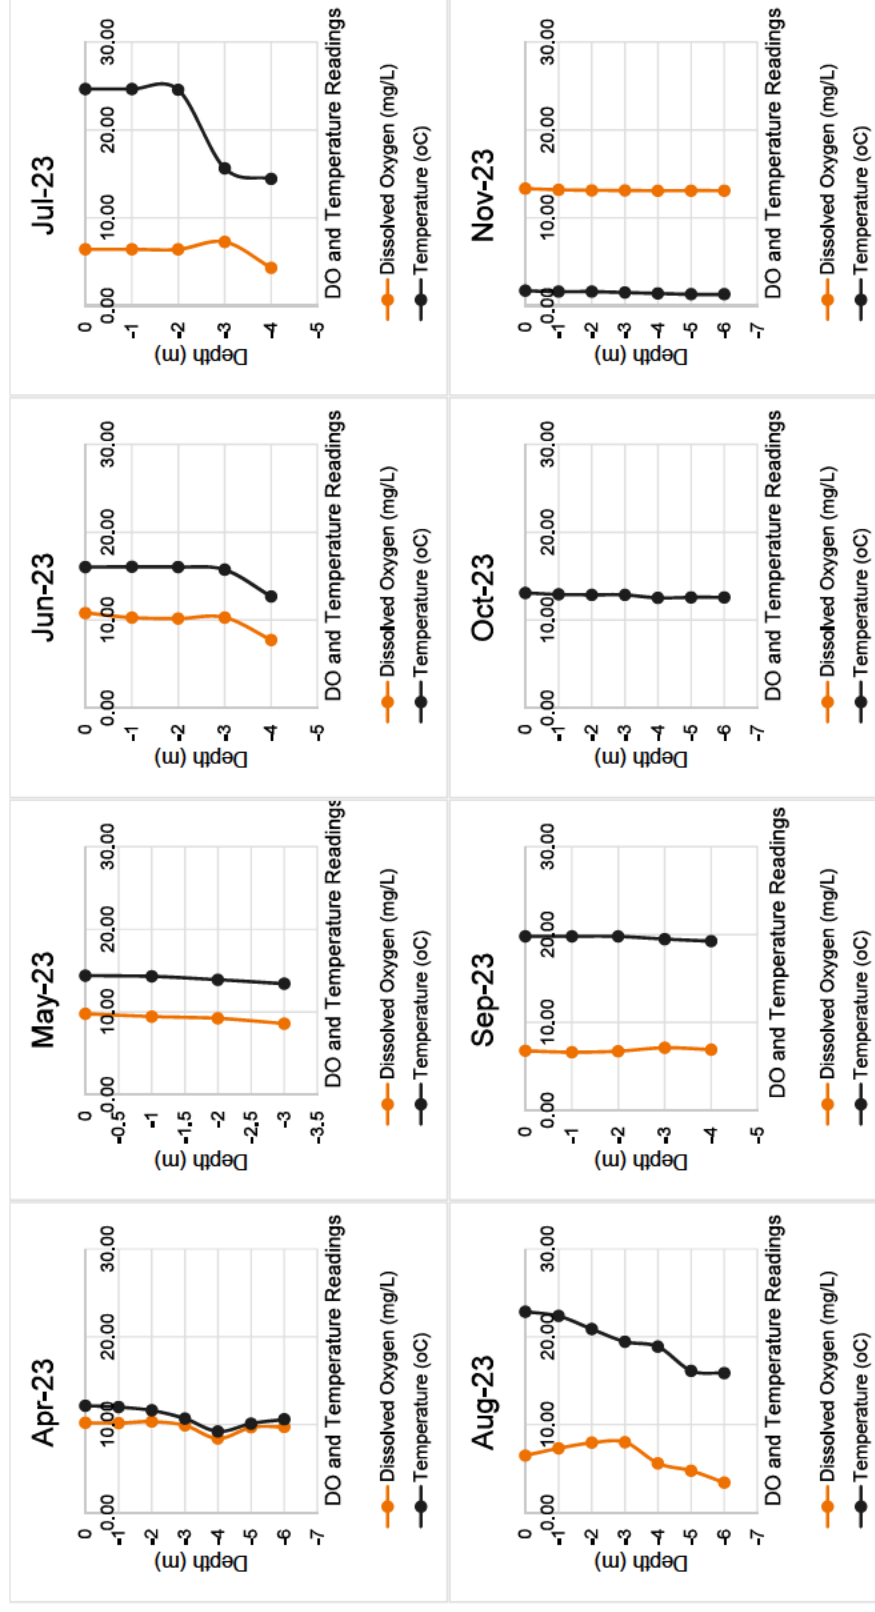 Apr-23
0.00 10.00 20.00 30.00
0
-1
-2
-3
-4
-5
-6
-7
Depth (m)
DO and Temperature Readings
Dissolved Oxygen (mg/L)
Temperature (oC)
May-23
0.00 10.00 20.00 30.00
0
-0.5
-1
-1.5
-2
-2.5
-3
-3.5
Depth (m)
DO and Temperature Readings
Dissolved Oxygen (mg/L)
Temperature (oC)
Jun-23
0.00 10.00 20.00 30.00
0
-1
-2
-3
-4
-5
Depth (m)
DO and Temperature Readings
Dissolved Oxygen (mg/L)
Temperature (oC)
Jul-23
0.00 10.00 20.00 30.00
0
-1
-2
-3
-4
-5
Depth (m)
DO and Temperature Readings
Dissolved Oxygen (mg/L)
Temperature (oC)
Aug-23
0.00 10.00 20.00 30.00
0
-1
-2
-3
-4
-5
-6
-7
Depth (m)
DO and Temperature Readings
Dissolved Oxygen (mg/L)
Temperature (oC)
Sep-23
0.00 10.00 20.00 30.00
0
-1
-2
-3
-4
-5
Depth (m)
DO and Temperature Readings
Dissolved Oxygen (mg/L)
Temperature (oC)
Oct-23
0.00 10.00 20.00 30.00
0
-1
-2
-3
-4
-5
-6
-7
Depth (m)
DO and Temperature Readings
Dissolved Oxygen (mg/L)
Temperature (oC)
Nov-23
0.00 10.00 20.00 30.00
0
-1
-2
-3
-4
-5
-6
-7
Depth (m)
DO and Temperature Readings
Dissolved Oxygen (mg/L)
Temperature (oC)